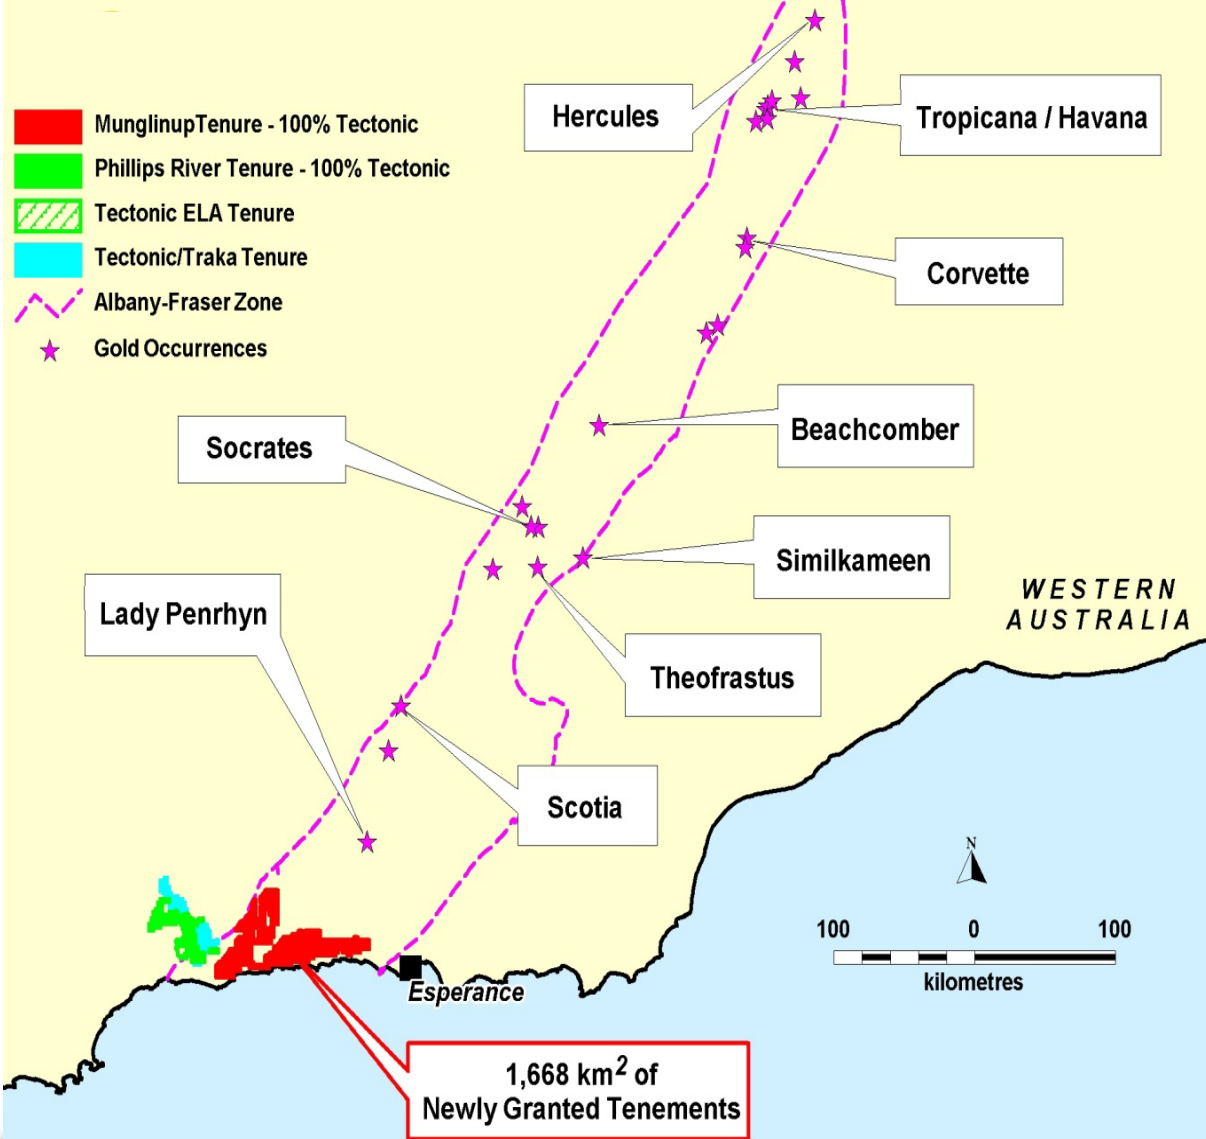 Hercules
Tropicana / Havana
MunglinupTenure - 100% Tectonic
Phillips River Tenure - 100% Tectonic
Tectonic ELA Tenure
Tectonic/Traka Tenure
Albany-Fraser Zone
Gold Occurrences
Corvette
Beachcomber
Socrates
Similkameen
WESTERN
AUSTRALIA
Lady Penrhyn
Theofrastus
Scotia
N
100 0 100
kilometres
Esperance
1,668 km² of
Newly Granted Tenements